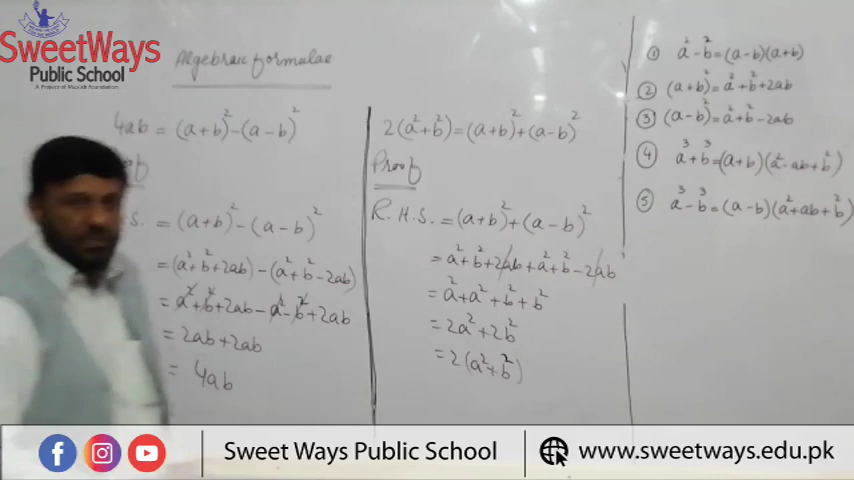 SweetWays
Public School
A Project of Muslah Foundation
Algebraic formulae
4ab = (a+b)² - (a-b)²
S. = (a+b)² - (a-b)²
= (a²+b²+2ab) - (a²+b²-2ab)
= a²+b²+2ab-a²-b²+2ab
= 2ab+2ab
= 4ab
2(a²+b²) = (a+b)² + (a-b)²
Proof
R.H.S. = (a+b)² + (a-b)²
= a²+b²+2ab+a²+b²-2ab
= a²+a²+b²+b²
= 2a²+2b²
= 2(a²+b²)
① a²-b² = (a-b)(a+b)
② (a+b)² = a²+b²+2ab
③ (a-b)² = a²+b²-2ab
④ a³+b³ = (a+b)(a²-ab+b²)
⑤ a³-b³ = (a-b)(a²+ab+b²)
Sweet Ways Public School
www.sweetways.edu.pk